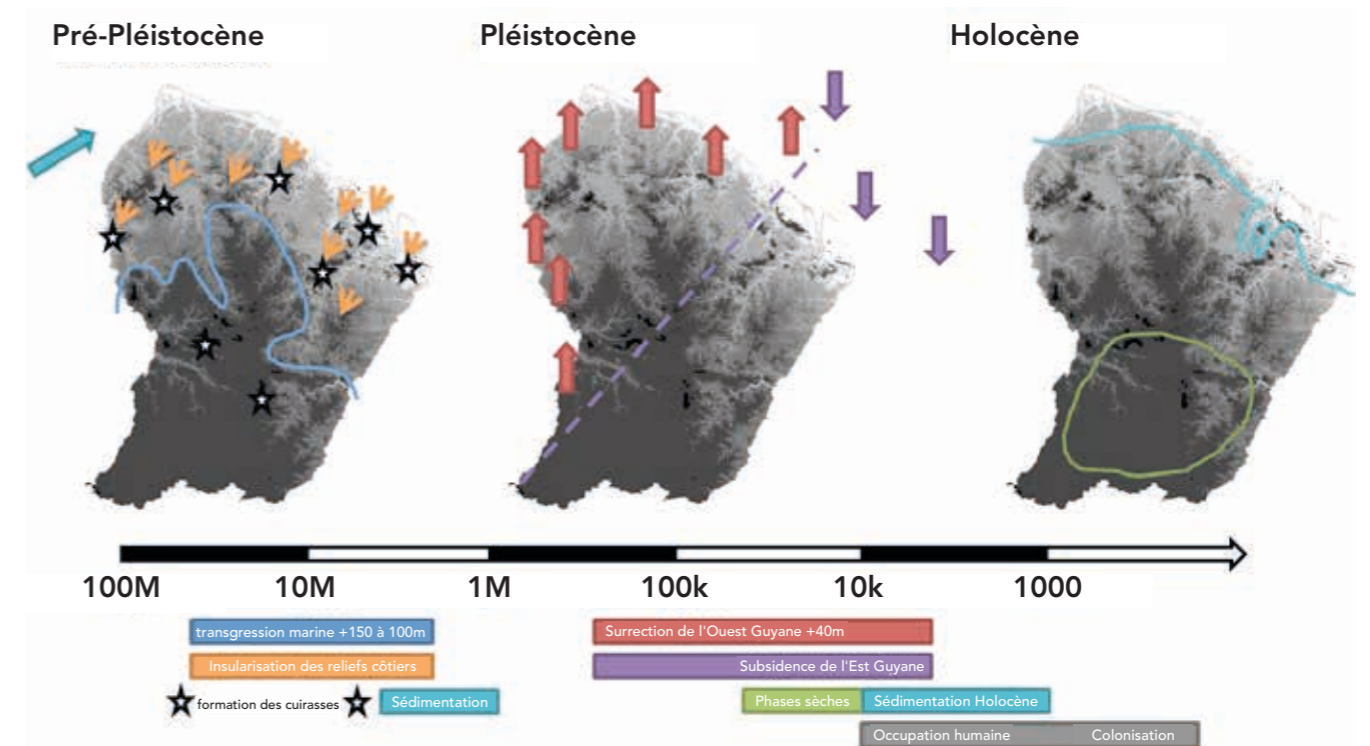 Pré-Pléistocène
Pléistocène
Holocène
100M
10M
1M
100k
10k
1000
transgression marine +150 à 100m
Surrection de l'Ouest Guyane +40m
Insularisation des reliefs côtiers
Subsidence de l'Est Guyane
formation des cuirasses
Sédimentation
Phases sèches
Sédimentation Holocène
Occupation humaine
Colonisation